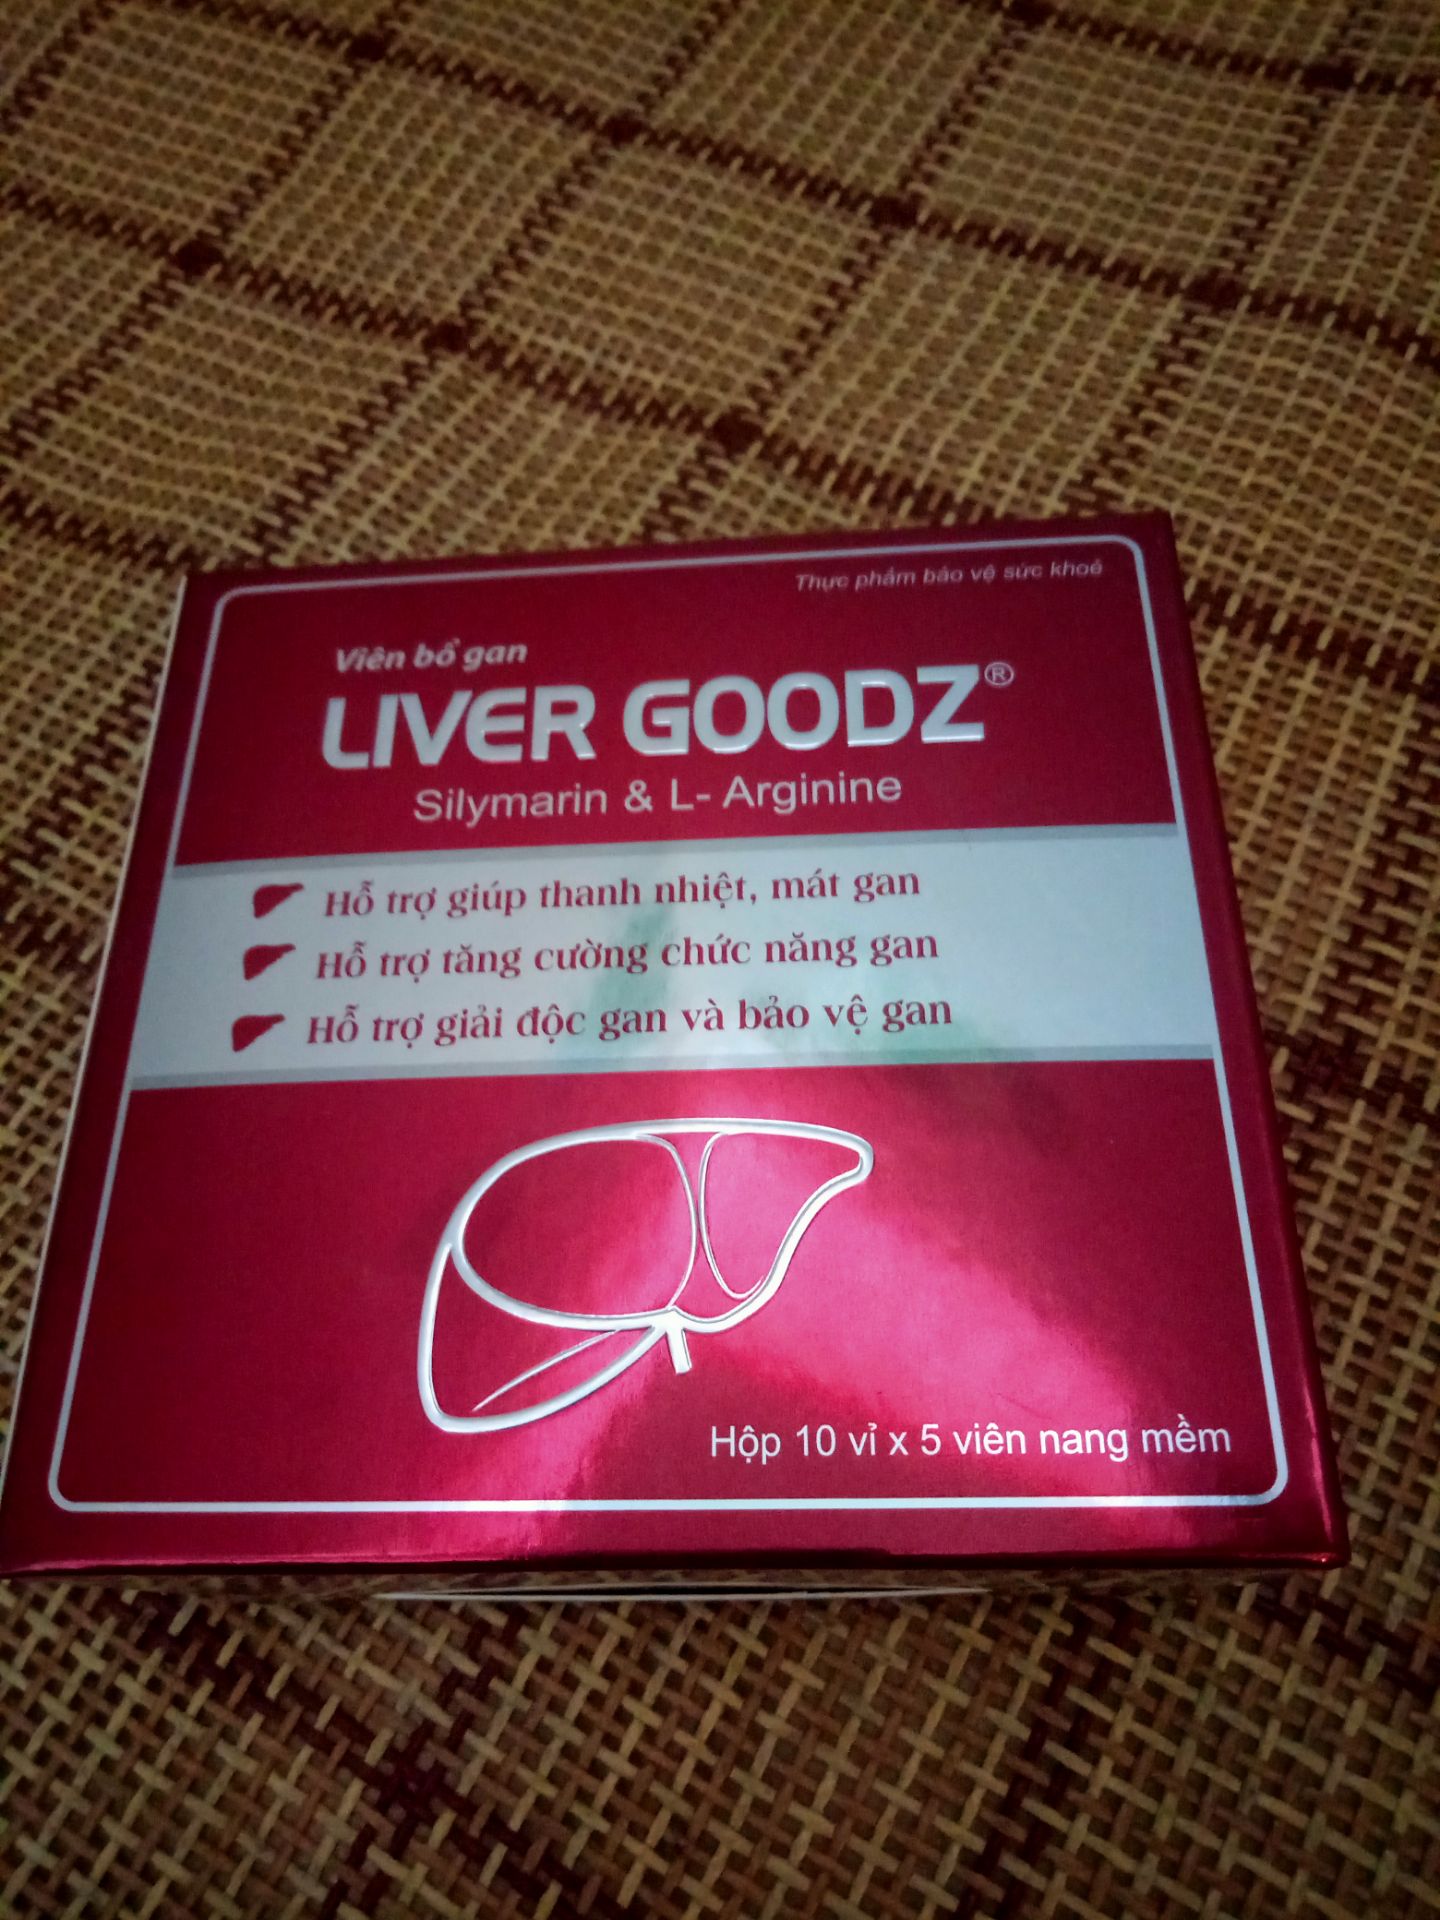 Thực phẩm bảo vệ sức khoẻ
Viên bổ gan
LIVER GOODZ®
Silymarin & L- Arginine
Hỗ trợ giúp thanh nhiệt, mát gan
Hỗ trợ tăng cường chức năng gan
Hỗ trợ giải độc gan và bảo vệ gan
Hộp 10 vỉ x 5 viên nang mềm